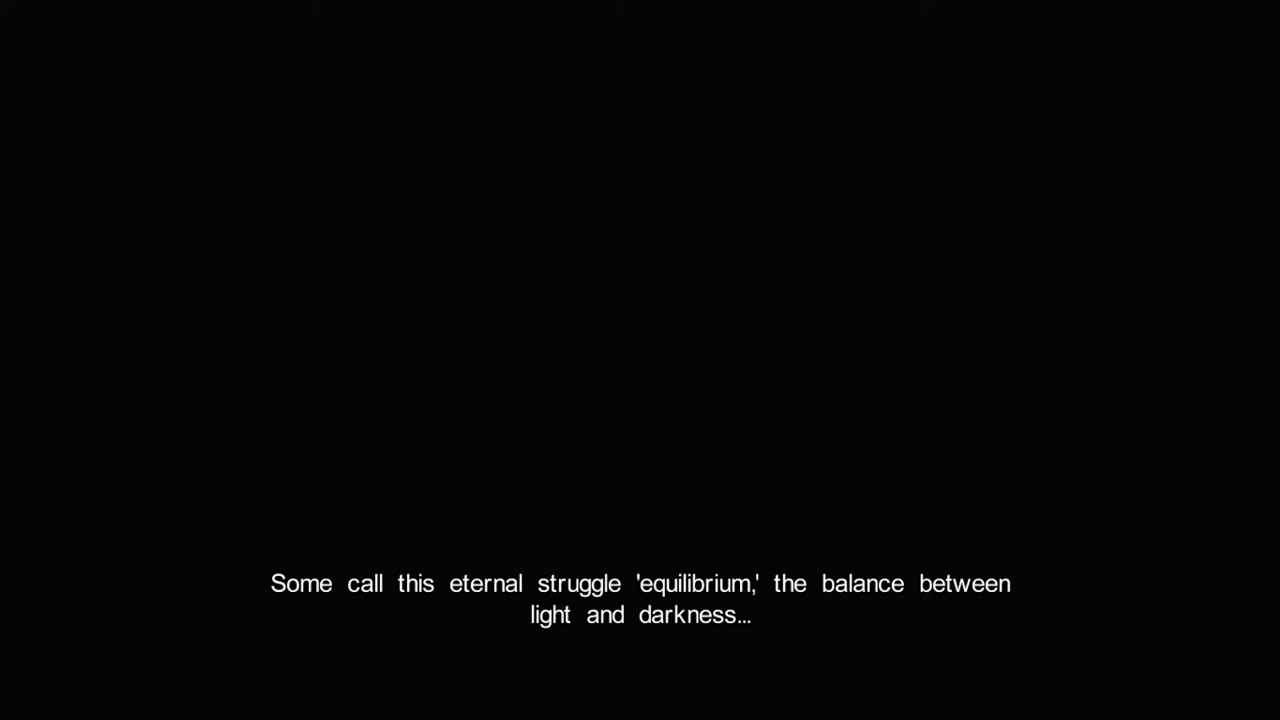 Some call this eternal struggle 'equilibrium,' the balance between
light and darkness...